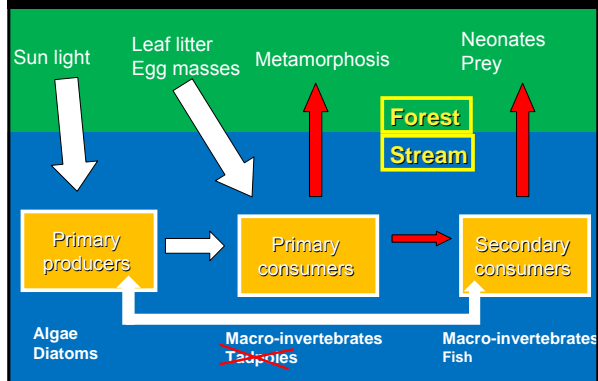 Sun light
Leaf litter
Egg masses
Metamorphosis
Neonates
Prey
Forest
Stream
Primary
producers
Primary
consumers
Secondary
consumers
Algae
Diatoms
Macro-invertebrates
Tadpoles
Macro-invertebrates
Fish